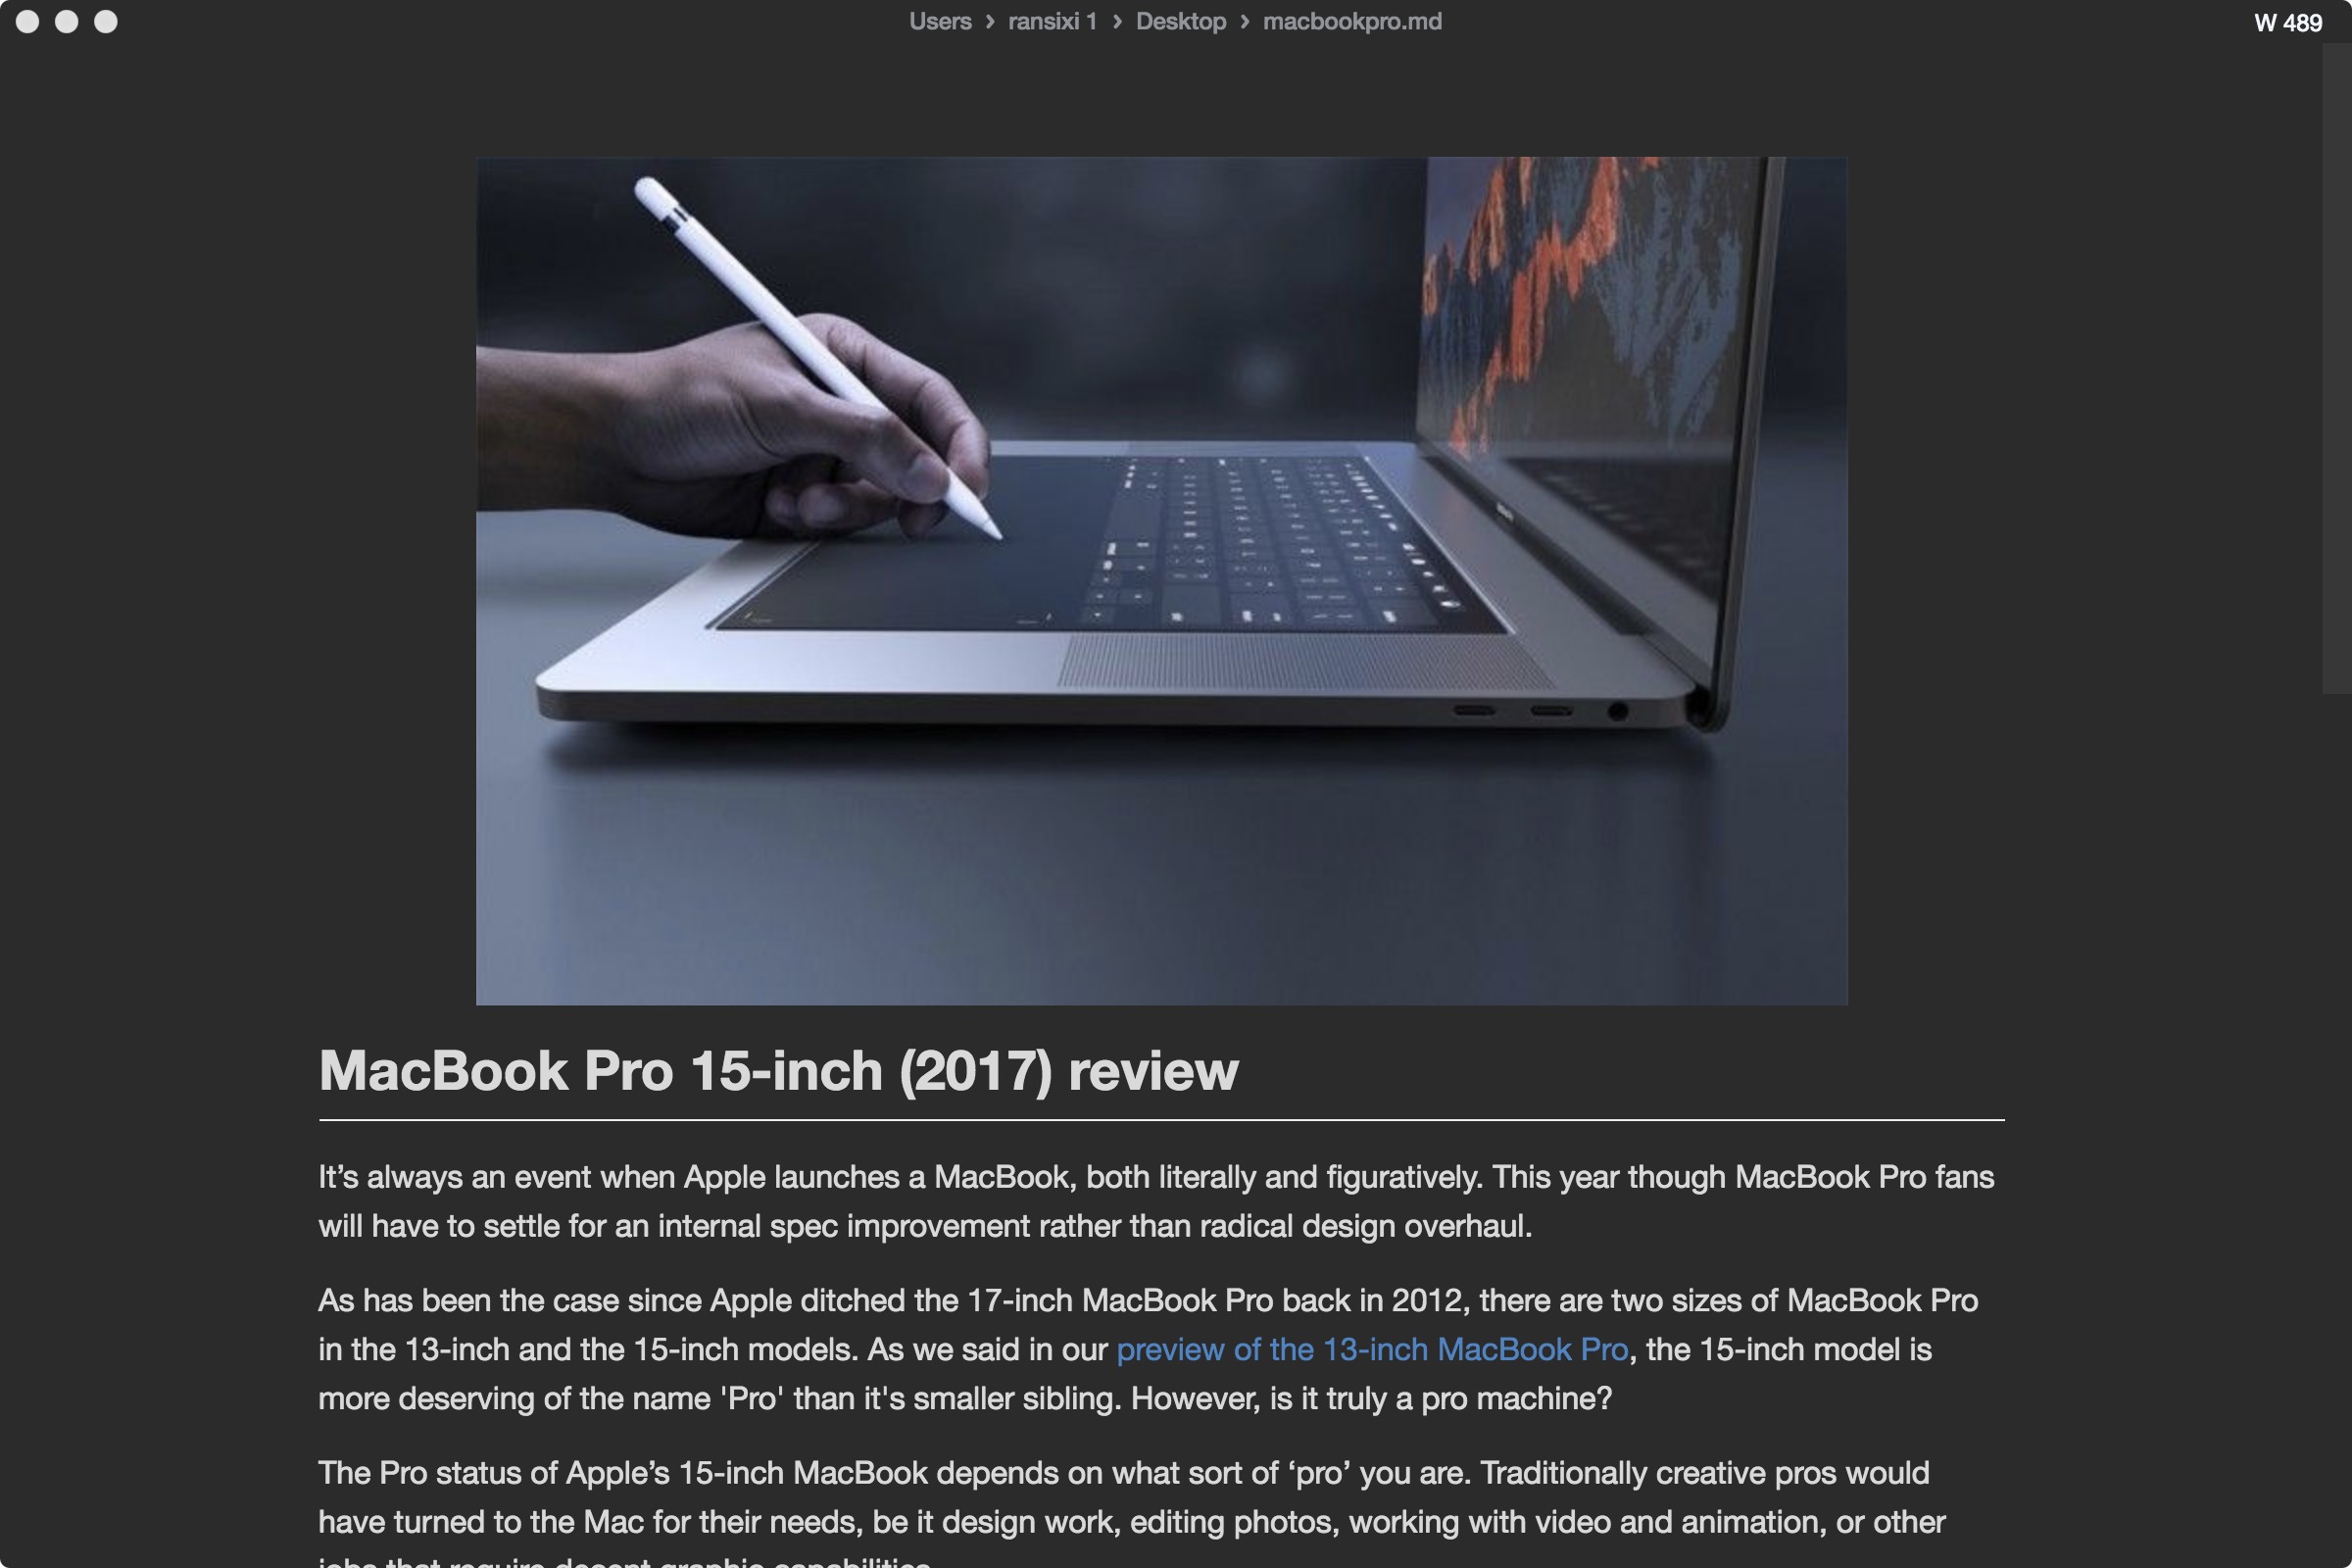 Users › ransixi 1 › Desktop › macbookpro.md
W 489
MacBook Pro 15-inch (2017) review
It’s always an event when Apple launches a MacBook, both literally and figuratively. This year though MacBook Pro fans
will have to settle for an internal spec improvement rather than radical design overhaul.
As has been the case since Apple ditched the 17-inch MacBook Pro back in 2012, there are two sizes of MacBook Pro
in the 13-inch and the 15-inch models. As we said in our preview of the 13-inch MacBook Pro, the 15-inch model is
more deserving of the name 'Pro' than it's smaller sibling. However, is it truly a pro machine?
The Pro status of Apple’s 15-inch MacBook depends on what sort of ‘pro’ you are. Traditionally creative pros would
have turned to the Mac for their needs, be it design work, editing photos, working with video and animation, or other
jobs that require decent graphic capabilities.